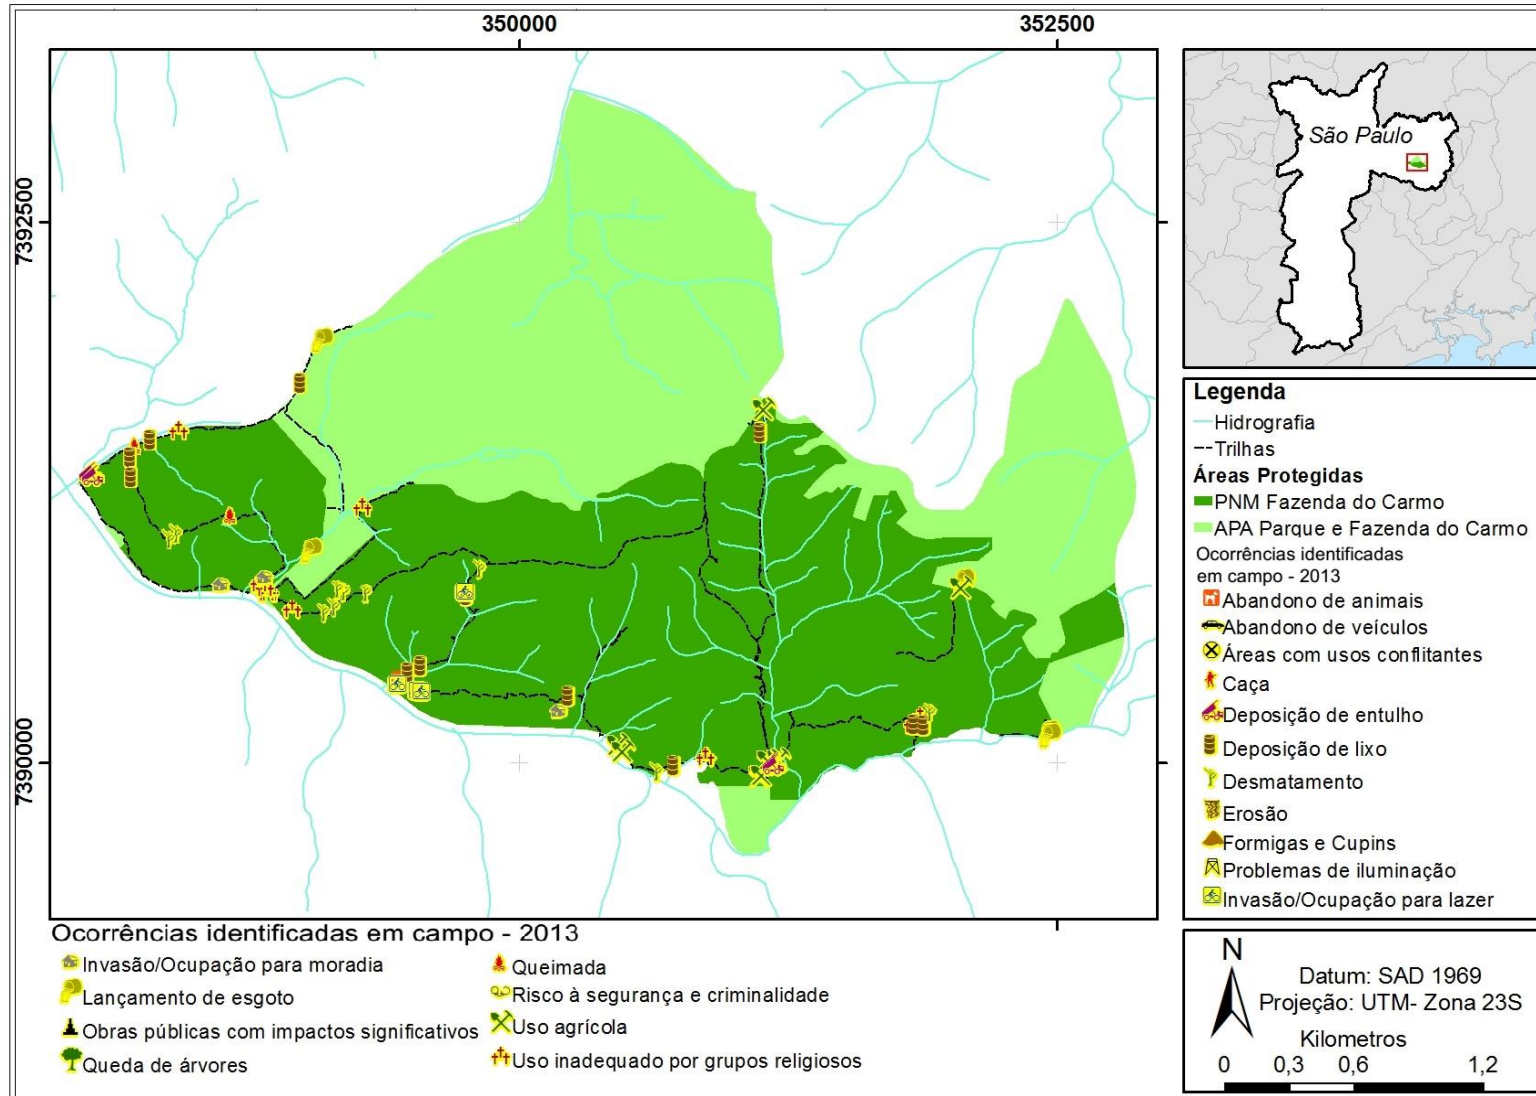 350000
352500
7392500
7390000
São Paulo
Legenda
Hidrografia
Trilhas
Áreas Protegidas
PNM Fazenda do Carmo
APA Parque e Fazenda do Carmo
Ocorrências identificadas
em campo - 2013
Abandono de animais
Abandono de veículos
Áreas com usos conflitantes
Caça
Deposição de entulho
Deposição de lixo
Desmatamento
Erosão
Formigas e Cupins
Problemas de iluminação
Invasão/Ocupação para lazer
Ocorrências identificadas em campo - 2013
Invasão/Ocupação para moradia
Lançamento de esgoto
Obras públicas com impactos significativos
Queda de árvores
Queimada
Risco à segurança e criminalidade
Uso agrícola
Uso inadequado por grupos religiosos
N
Datum: SAD 1969
Projeção: UTM- Zona 23S
Kilometros
0 0,3 0,6 1,2